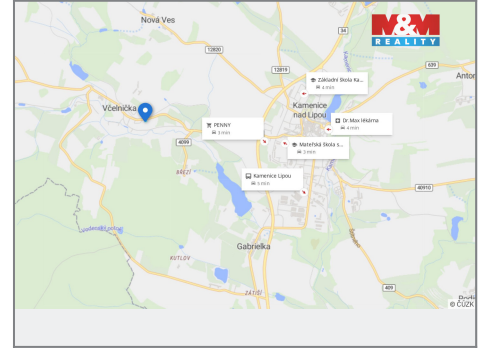 Nová Ves
M&M
REALITY
34
12820
639
12819
Antor
Základní škola Ka...
4 min
Včelnička
Kamenice
nad Lipou
Dr.Max lékárna
4 min
PENNY
3 min
4099
Mateřská škola s...
3 min
BŘEZÍ
Kamenice Lipou
6 min
40910
Gabrielka
KUTLOV
ZÁTIŠÍ
409
© ČÚZK